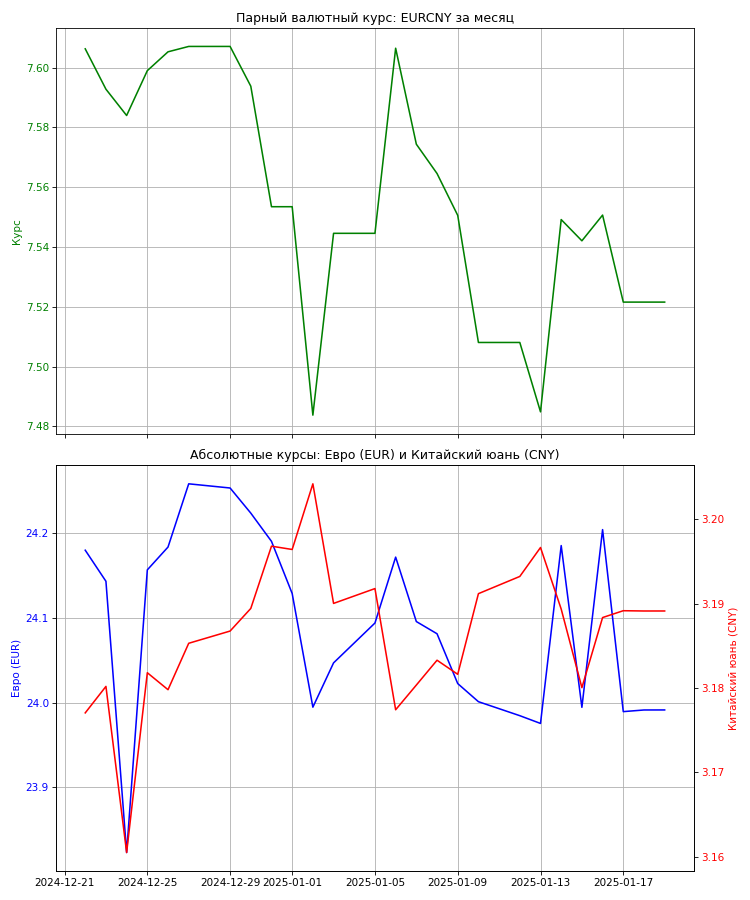 Парный валютный курс: EURCNY за месяц
Курс
7.60
7.58
7.56
7.54
7.52
7.50
7.48
Абсолютные курсы: Евро (EUR) и Китайский юань (CNY)
Евро (EUR)
24.2
24.1
24.0
23.9
3.20
3.19
3.18
3.17
3.16
Китайский юань (CNY)
2024-12-21 2024-12-25 2024-12-29 2025-01-01 2025-01-05 2025-01-09 2025-01-13 2025-01-17